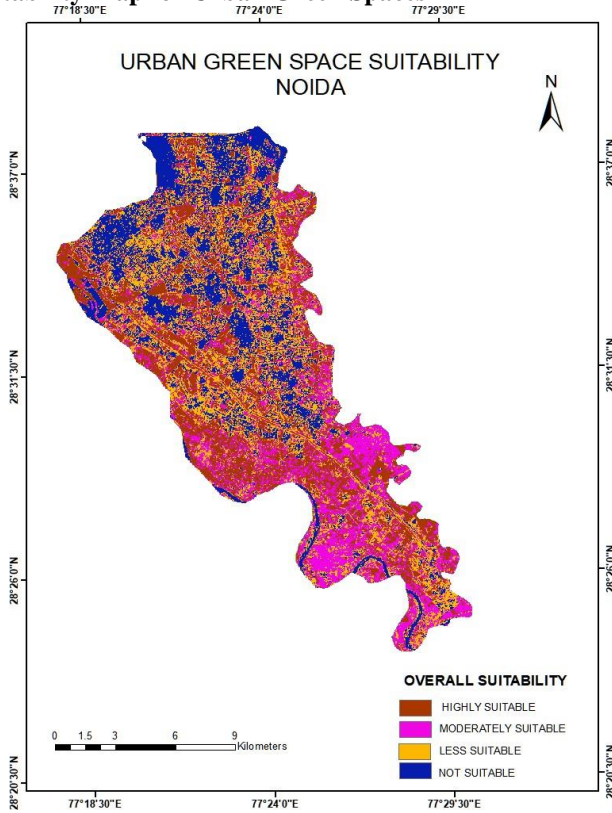 77°18'30"E 77°24'0"E 77°29'30"E
URBAN GREEN SPACE SUITABILITY
NOIDA
N
28°37'0"N
28°31'30"N
28°26'0"N
28°20'30"N
OVERALL SUITABILITY
HIGHLY SUITABLE
MODERATELY SUITABLE
LESS SUITABLE
NOT SUITABLE
0 1.5 3 6 9
Kilometers
77°18'30"E 77°24'0"E 77°29'30"E